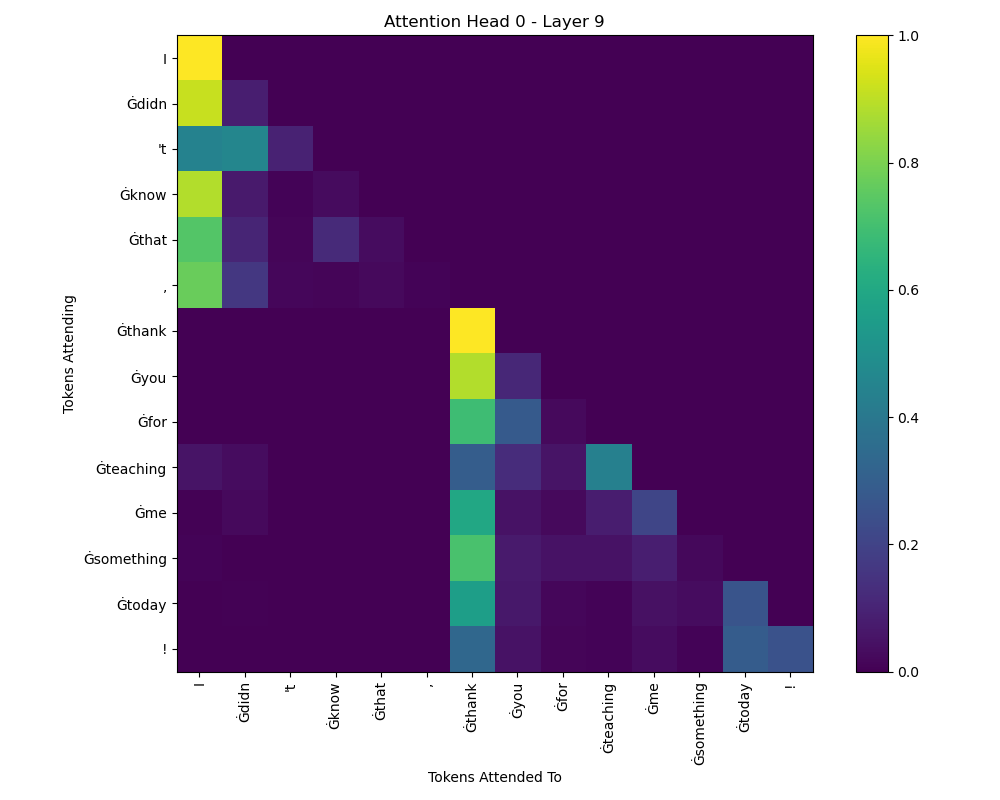 Attention Head 0 - Layer 9
I
Ġdidn
't
Ġknow
Ġthat
,
Ġthank
Ġyou
Ġfor
Ġteaching
Ġme
Ġsomething
Ġtoday
!
Tokens Attending
I
Ġdidn
't
Ġknow
Ġthat
,
Ġthank
Ġyou
Ġfor
Ġteaching
Ġme
Ġsomething
Ġtoday
!
Tokens Attended To
1.0
0.8
0.6
0.4
0.2
0.0